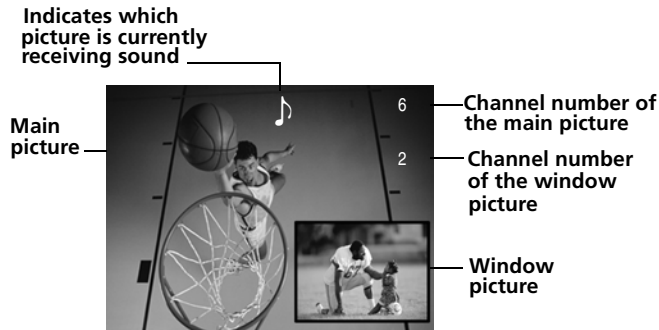 Indicates which
picture is currently
receiving sound
Main
picture
6
Channel number of
the main picture
2
Channel number
of the window
picture
Window
picture